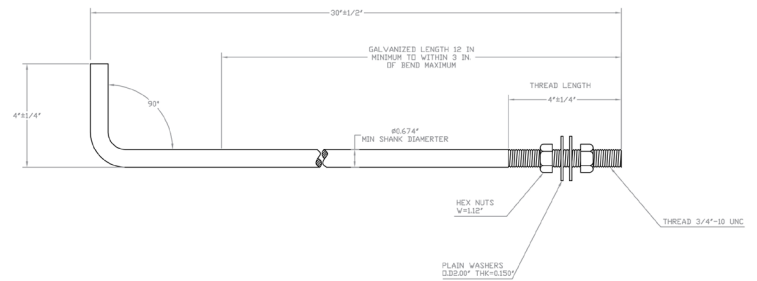 30"±1/2"
GALVANIZED LENGTH 12 IN
MINIMUM TO WITHIN 3 IN.
OF BEND MAXIMUM
THREAD LENGTH
4"±1/4"
90°
4"±1/4"
Ø0.674"
MIN SHANK DIAMERTER
HEX NUTS
W=1.12"
THREAD 3/4"-10 UNC
PLAIN WASHERS
O.D2.00" THK=0.150"